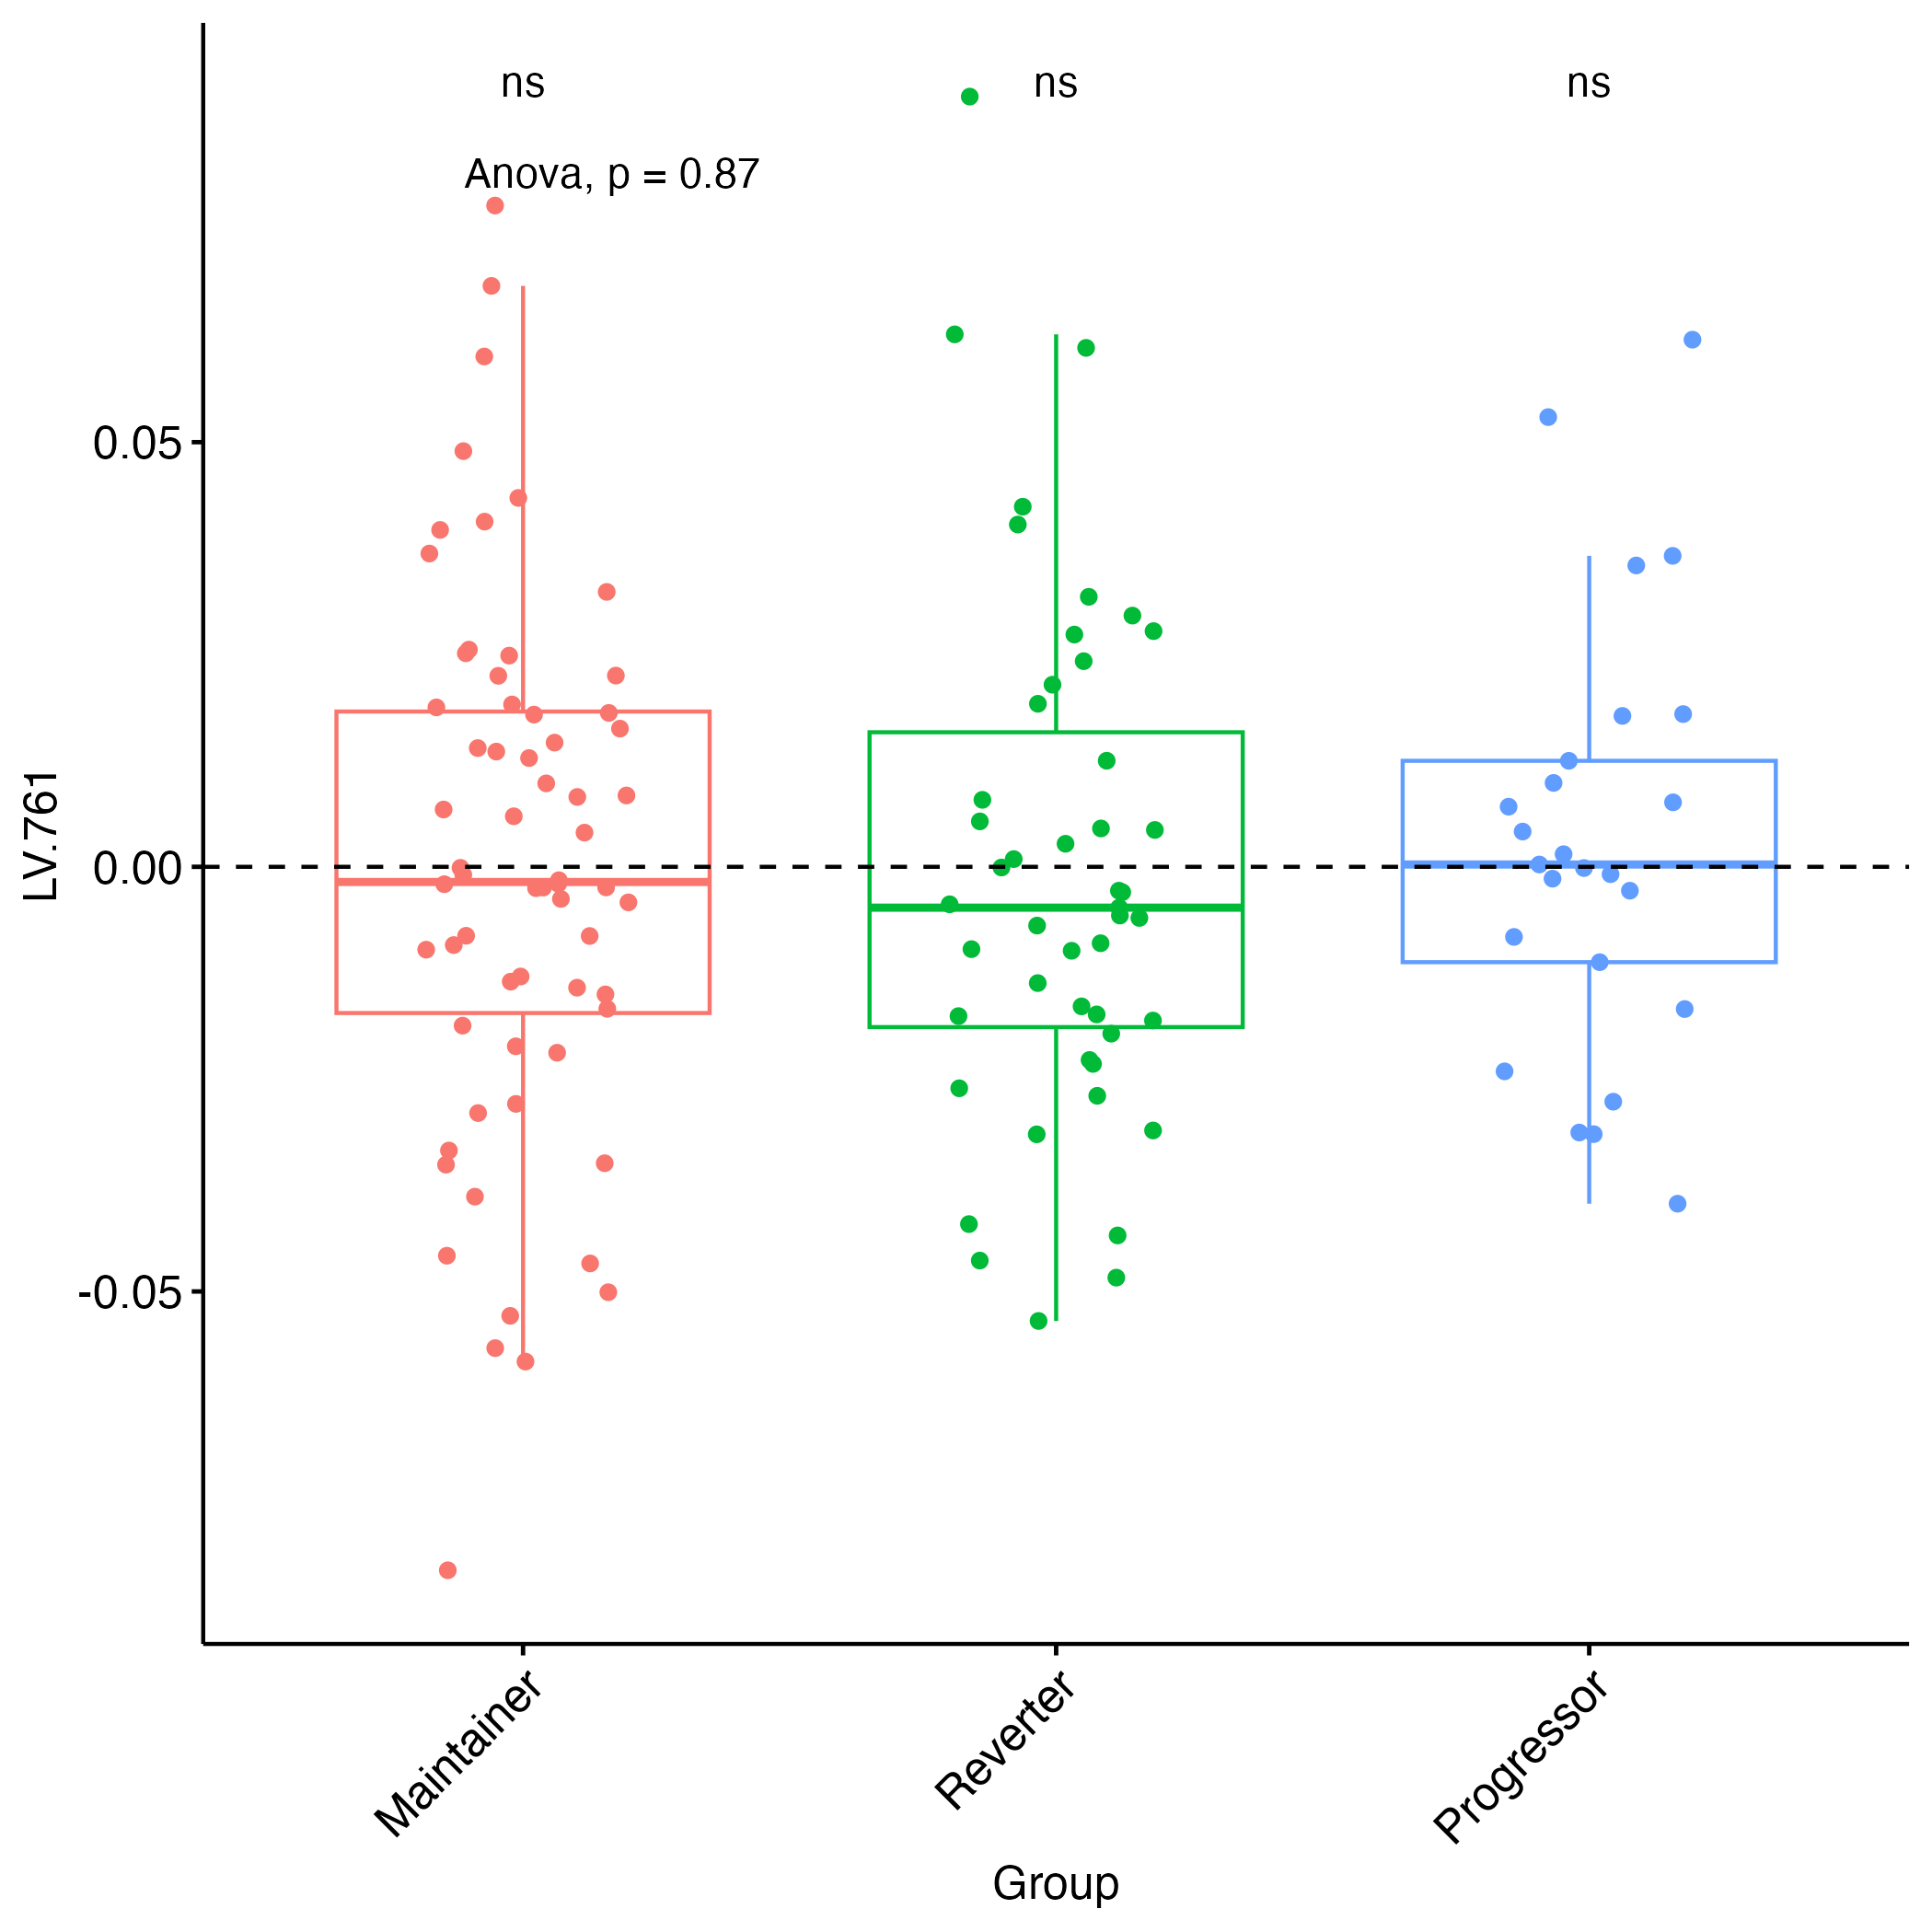 ns ns ns
Anova, p = 0.87
LV.761
0.05
0.00
-0.05
Maintainer
Reverter
Progressor
Group